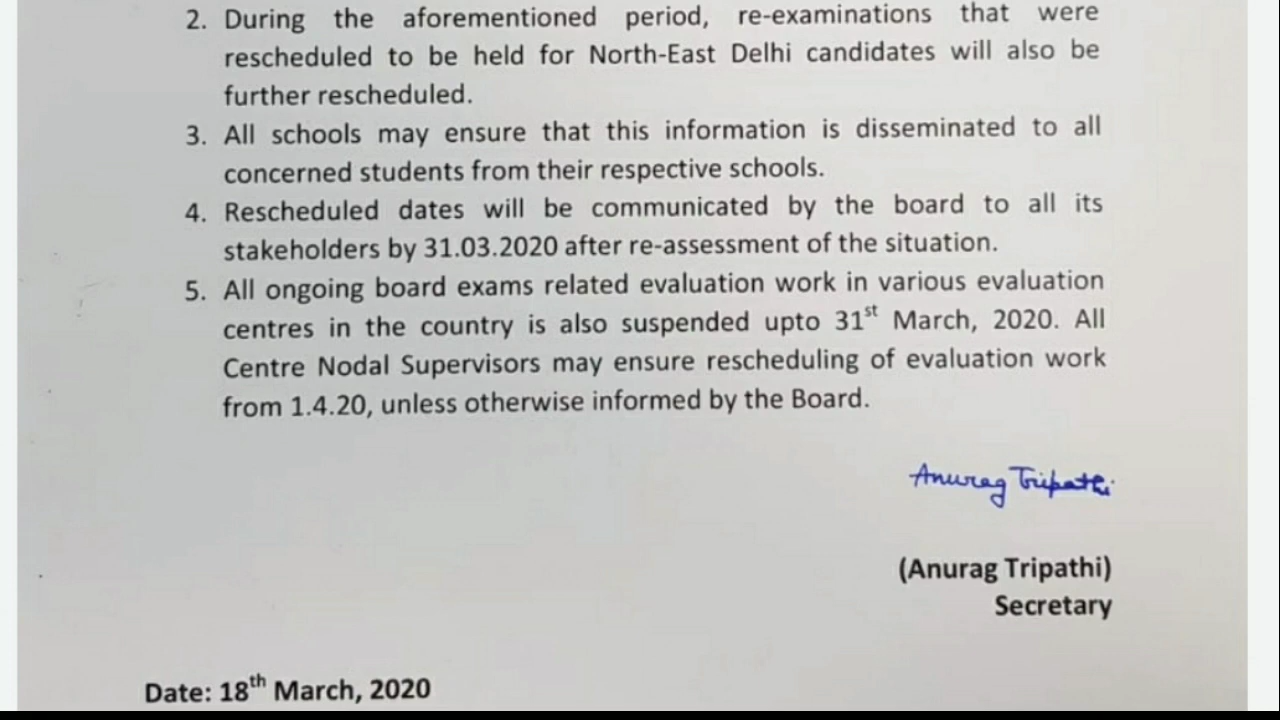 2. During the aforementioned period, re-examinations that were
rescheduled to be held for North-East Delhi candidates will also be
further rescheduled.
3. All schools may ensure that this information is disseminated to all
concerned students from their respective schools.
4. Rescheduled dates will be communicated by the board to all its
stakeholders by 31.03.2020 after re-assessment of the situation.
5. All ongoing board exams related evaluation work in various evaluation
centres in the country is also suspended upto 31st March, 2020. All
Centre Nodal Supervisors may ensure rescheduling of evaluation work
from 1.4.20, unless otherwise informed by the Board.
Anurag Tripathi
(Anurag Tripathi)
Secretary
Date: 18th March, 2020